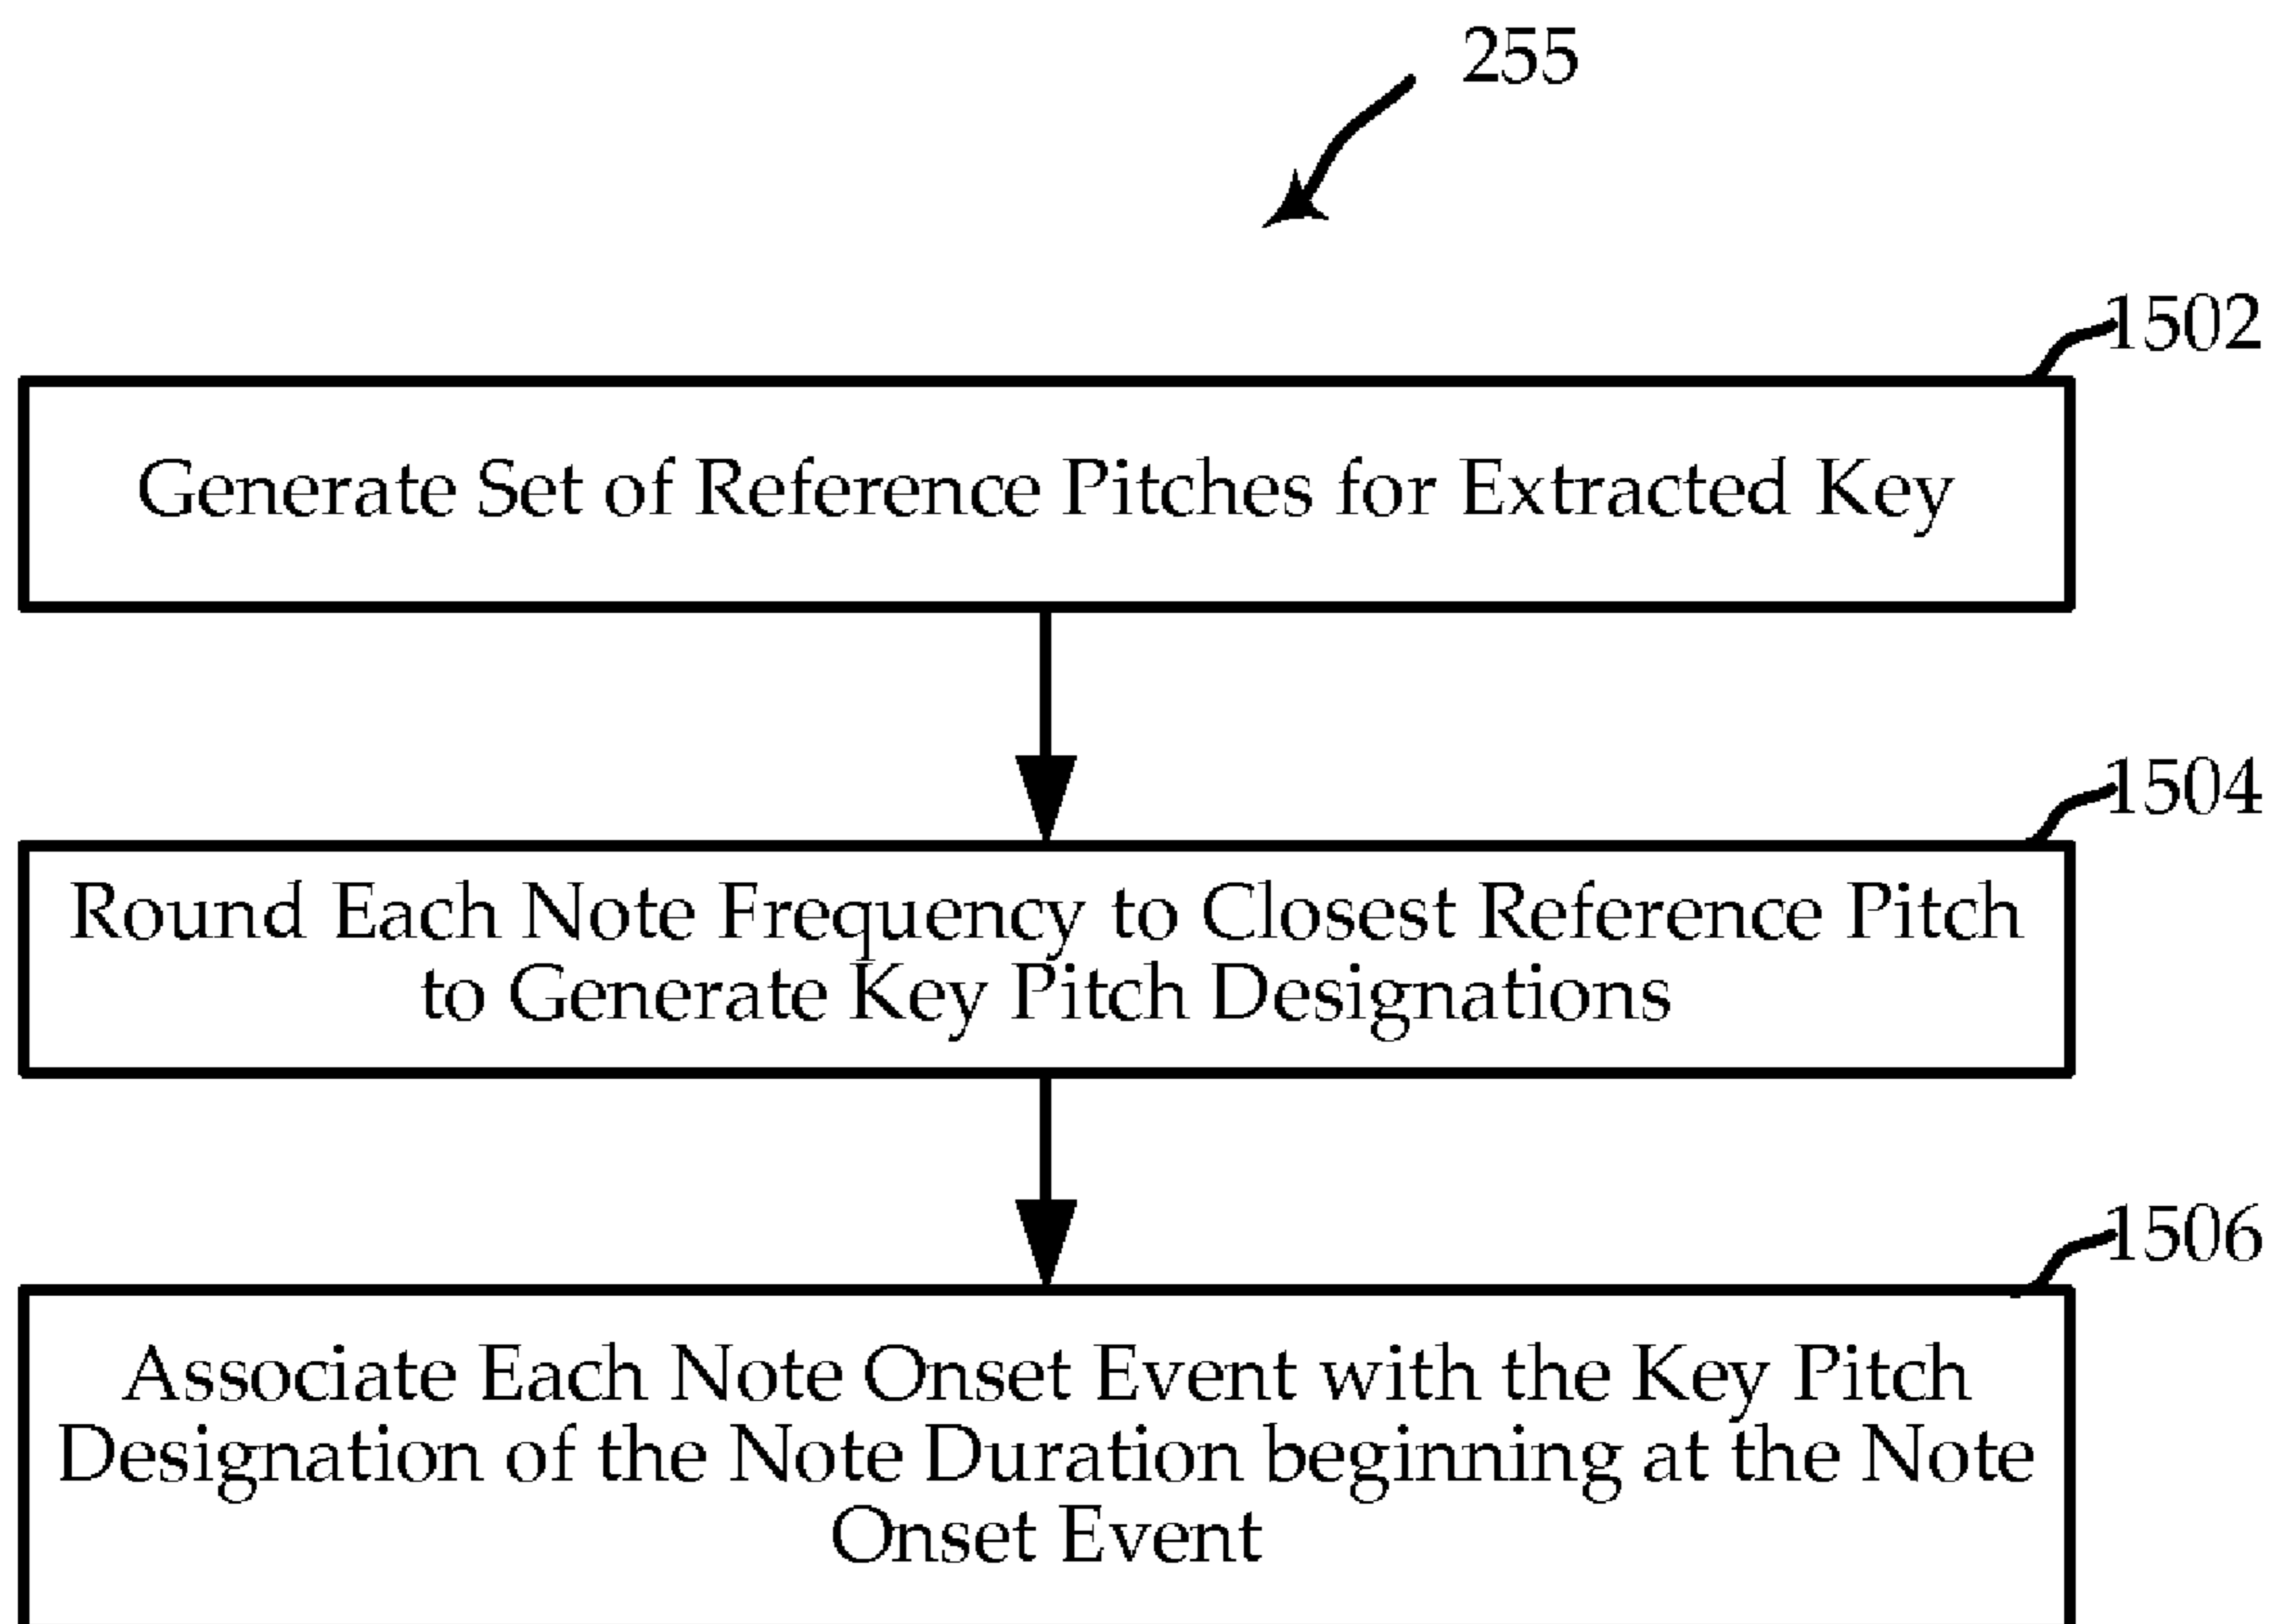 255
1502
Generate Set of Reference Pitches for Extracted Key
1504
Round Each Note Frequency to Closest Reference Pitch
to Generate Key Pitch Designations
1506
Associate Each Note Onset Event with the Key Pitch
Designation of the Note Duration beginning at the Note
Onset Event